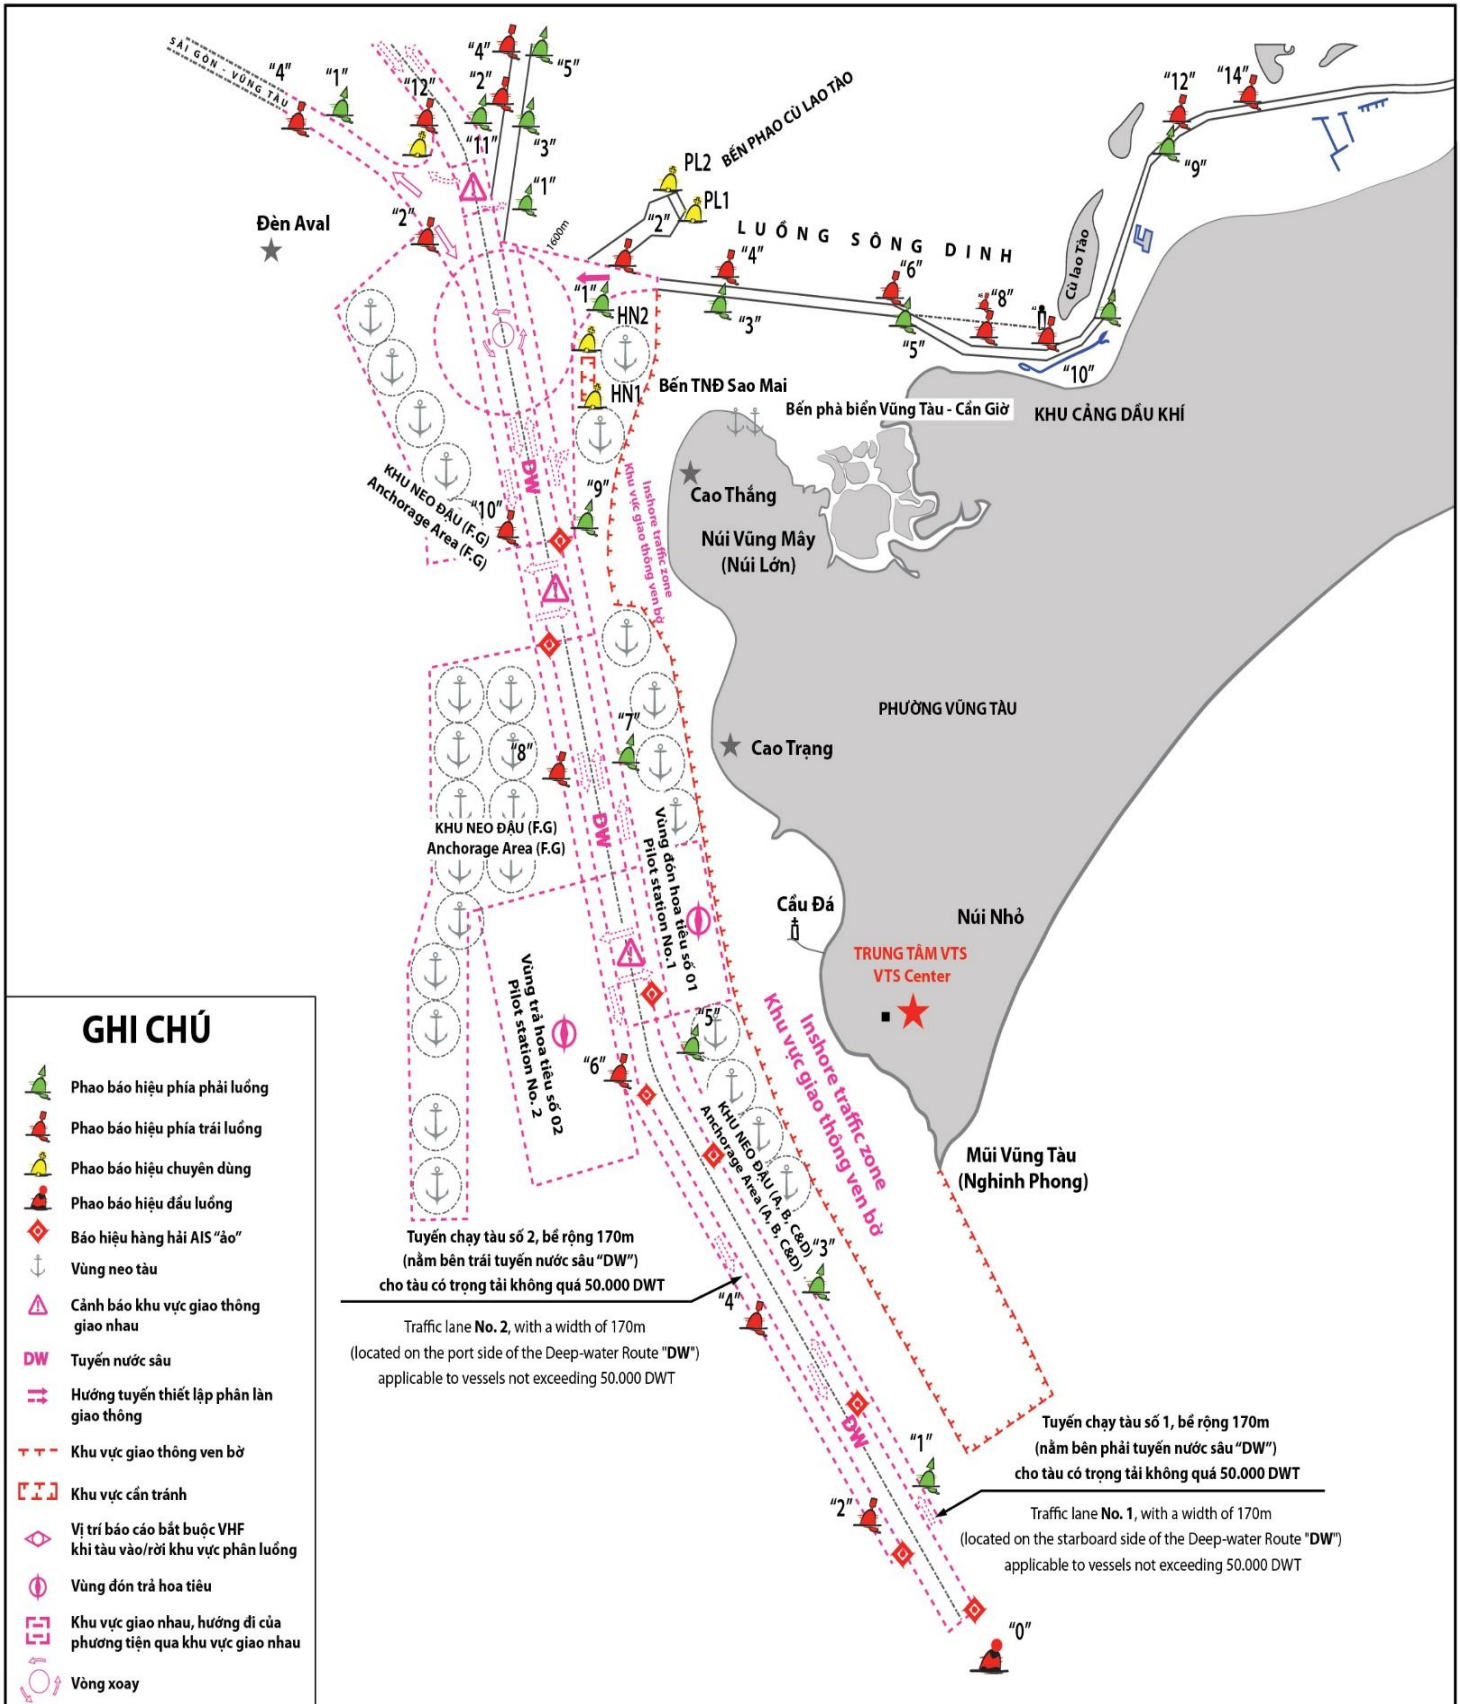 SÀI GÒN - VŨNG TÀU
“4”
“1”
“12”
“2”
“4”
“5”
“11”
“3”
“1”
“2”
1600m
BẾN PHAO CÙ LAO TÀO
PL2
PL1
“2”
“12”
“14”
“9”
Đèn Aval
LUỒNG SÔNG DINH
“4”
“6”
“8”
“1”
“3”
“5”
“10”
Cù lao Tào
HN2
HN1
Bến TNĐ Sao Mai
Bến phà biển Vũng Tàu - Cần Giờ
KHU CẢNG DẦU KHÍ
DW
KHU NEO ĐẬU (F.G)
Anchorage Area (F.G)
“10”
“9”
Inshore traffic zone
Khu vực giao thông ven bờ
Cao Thắng
Núi Vũng Mây
(Núi Lớn)
PHƯỜNG VŨNG TÀU
“7”
“8”
Cao Trạng
KHU NEO ĐẬU (F.G)
Anchorage Area (F.G)
DW
Vùng đón hoa tiêu số 01
Pilot station No.1
Cầu Đá
Núi Nhỏ
TRUNG TÂM VTS
VTS Center
Vùng trả hoa tiêu số 02
Pilot station No. 2
“5”
“6”
Inshore traffic zone
Khu vực giao thông ven bờ
KHU NEO ĐẬU (A, B, C&D)
Anchorage Area (A, B, C&D)
Mũi Vũng Tàu
(Nghinh Phong)
Tuyến chạy tàu số 2, bề rộng 170m
(nằm bên trái tuyến nước sâu “DW”)
cho tàu có trọng tải không quá 50.000 DWT
Traffic lane No. 2, with a width of 170m
(located on the port side of the Deep-water Route "DW")
applicable to vessels not exceeding 50.000 DWT
“3”
“4”
DW
“1”
“2”
Tuyến chạy tàu số 1, bề rộng 170m
(nằm bên phải tuyến nước sâu “DW”)
cho tàu có trọng tải không quá 50.000 DWT
Traffic lane No. 1, with a width of 170m
(located on the starboard side of the Deep-water Route "DW")
applicable to vessels not exceeding 50.000 DWT
“0”
GHI CHÚ
Phao báo hiệu phía phải luồng
Phao báo hiệu phía trái luồng
Phao báo hiệu chuyên dùng
Phao báo hiệu đầu luồng
Báo hiệu hàng hải AIS “ảo”
Vùng neo tàu
Cảnh báo khu vực giao thông
giao nhau
DW Tuyến nước sâu
Hướng tuyến thiết lập phân làn
giao thông
Khu vực giao thông ven bờ
Khu vực cần tránh
Vị trí báo cáo bắt buộc VHF
khi tàu vào/rời khu vực phân luồng
Vùng đón trả hoa tiêu
Khu vực giao nhau, hướng đi của
phương tiện qua khu vực giao nhau
Vòng xoay